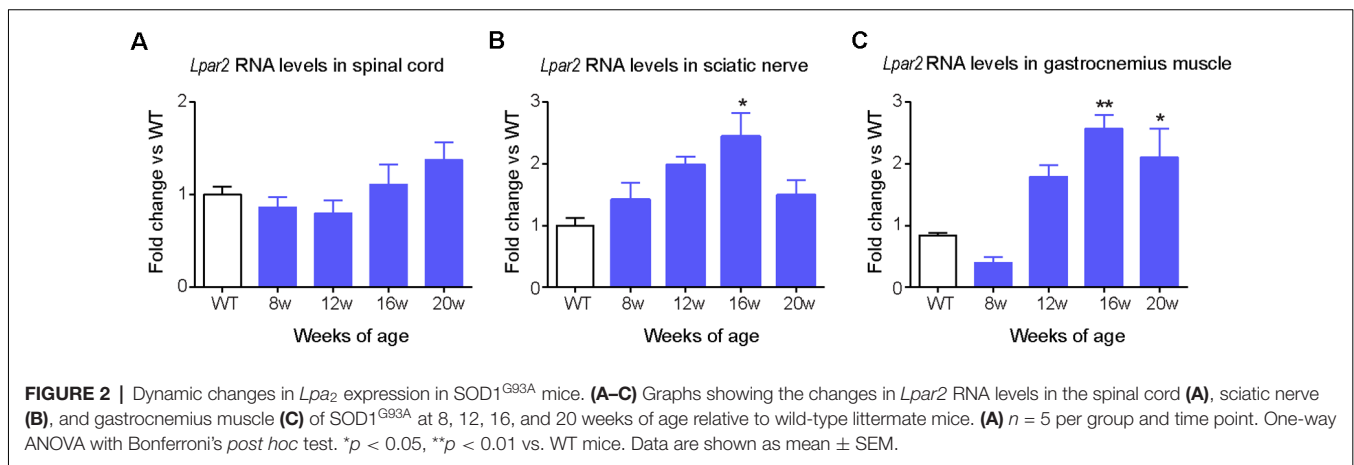 A
Lpar2 RNA levels in spinal cord
Fold change vs WT
2
1
0
*
WT 8w 12w 16w 20w
Weeks of age
B
Lpar2 RNA levels in sciatic nerve
Fold change vs WT
3
2
1
0
*
WT 8w 12w 16w 20w
Weeks of age
C
Lpar2 RNA levels in gastrocnemius muscle
Fold change vs WT
3
2
1
0
**
*
WT 8w 12w 16w 20w
Weeks of age
FIGURE 2 | Dynamic changes in Lpa₂ expression in SOD1ᴳ⁹³ᴬ mice. (A–C) Graphs showing the changes in Lpar2 RNA levels in the spinal cord (A), sciatic nerve
(B), and gastrocnemius muscle (C) of SOD1ᴳ⁹³ᴬ at 8, 12, 16, and 20 weeks of age relative to wild-type littermate mice. (A) n = 5 per group and time point. One-way
ANOVA with Bonferroni's post hoc test. *p < 0.05, **p < 0.01 vs. WT mice. Data are shown as mean ± SEM.